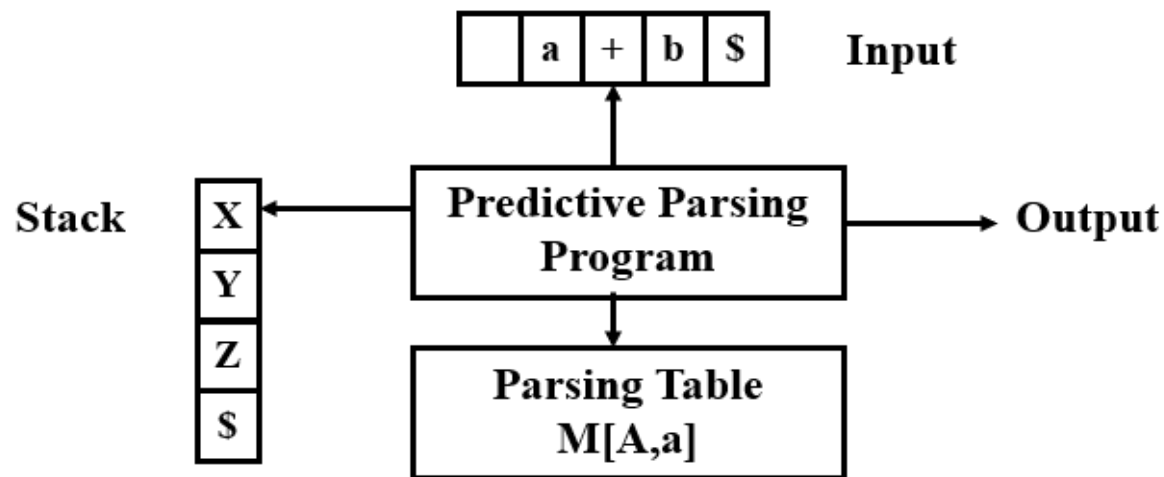 a + b $
Input
Stack
X
Y
Z
$
Predictive Parsing
Program
Output
Parsing Table
M[A,a]